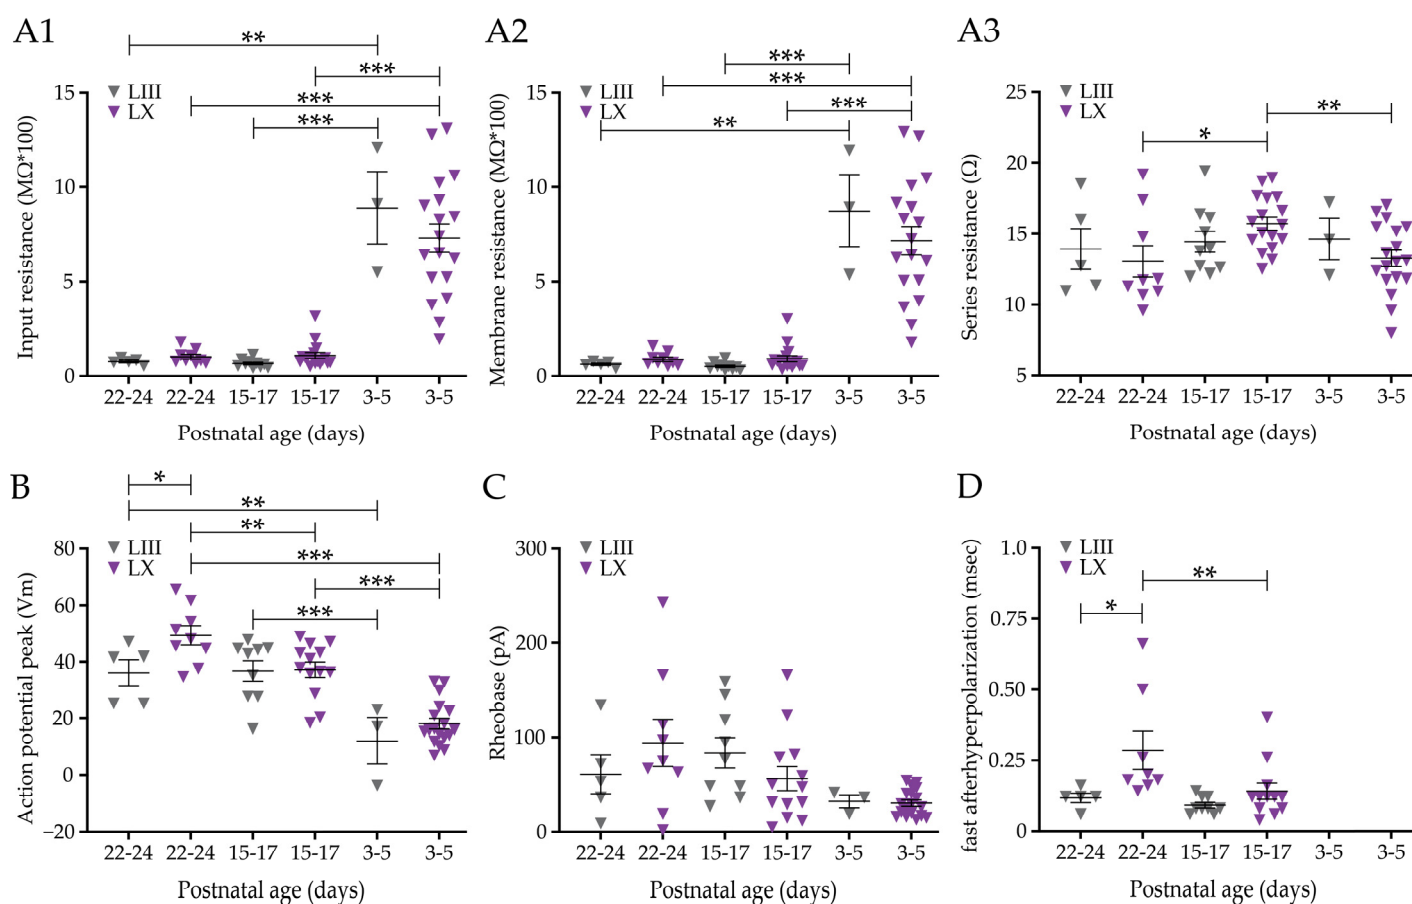 A1
**
***
***
***
LIII
LX
15
10
5
0
Input resistance (MΩ*100)
22-24 22-24 15-17 15-17 3-5 3-5
Postnatal age (days)
A2
***
***
***
**
LIII
LX
15
10
5
0
Membrane resistance (MΩ*100)
22-24 22-24 15-17 15-17 3-5 3-5
Postnatal age (days)
A3
LIII
LX
**
*
25
20
15
10
5
Series resistance (Ω)
22-24 22-24 15-17 15-17 3-5 3-5
Postnatal age (days)
B
*
**
**
***
***
***
LIII
LX
80
60
40
20
0
−20
Action potential peak (Vm)
22-24 22-24 15-17 15-17 3-5 3-5
Postnatal age (days)
C
LIII
LX
300
200
100
0
Rheobase (pA)
22-24 22-24 15-17 15-17 3-5 3-5
Postnatal age (days)
D
LIII
LX
**
*
1.0
0.75
0.50
0.25
0
fast afterhyperpolarization (msec)
22-24 22-24 15-17 15-17 3-5 3-5
Postnatal age (days)